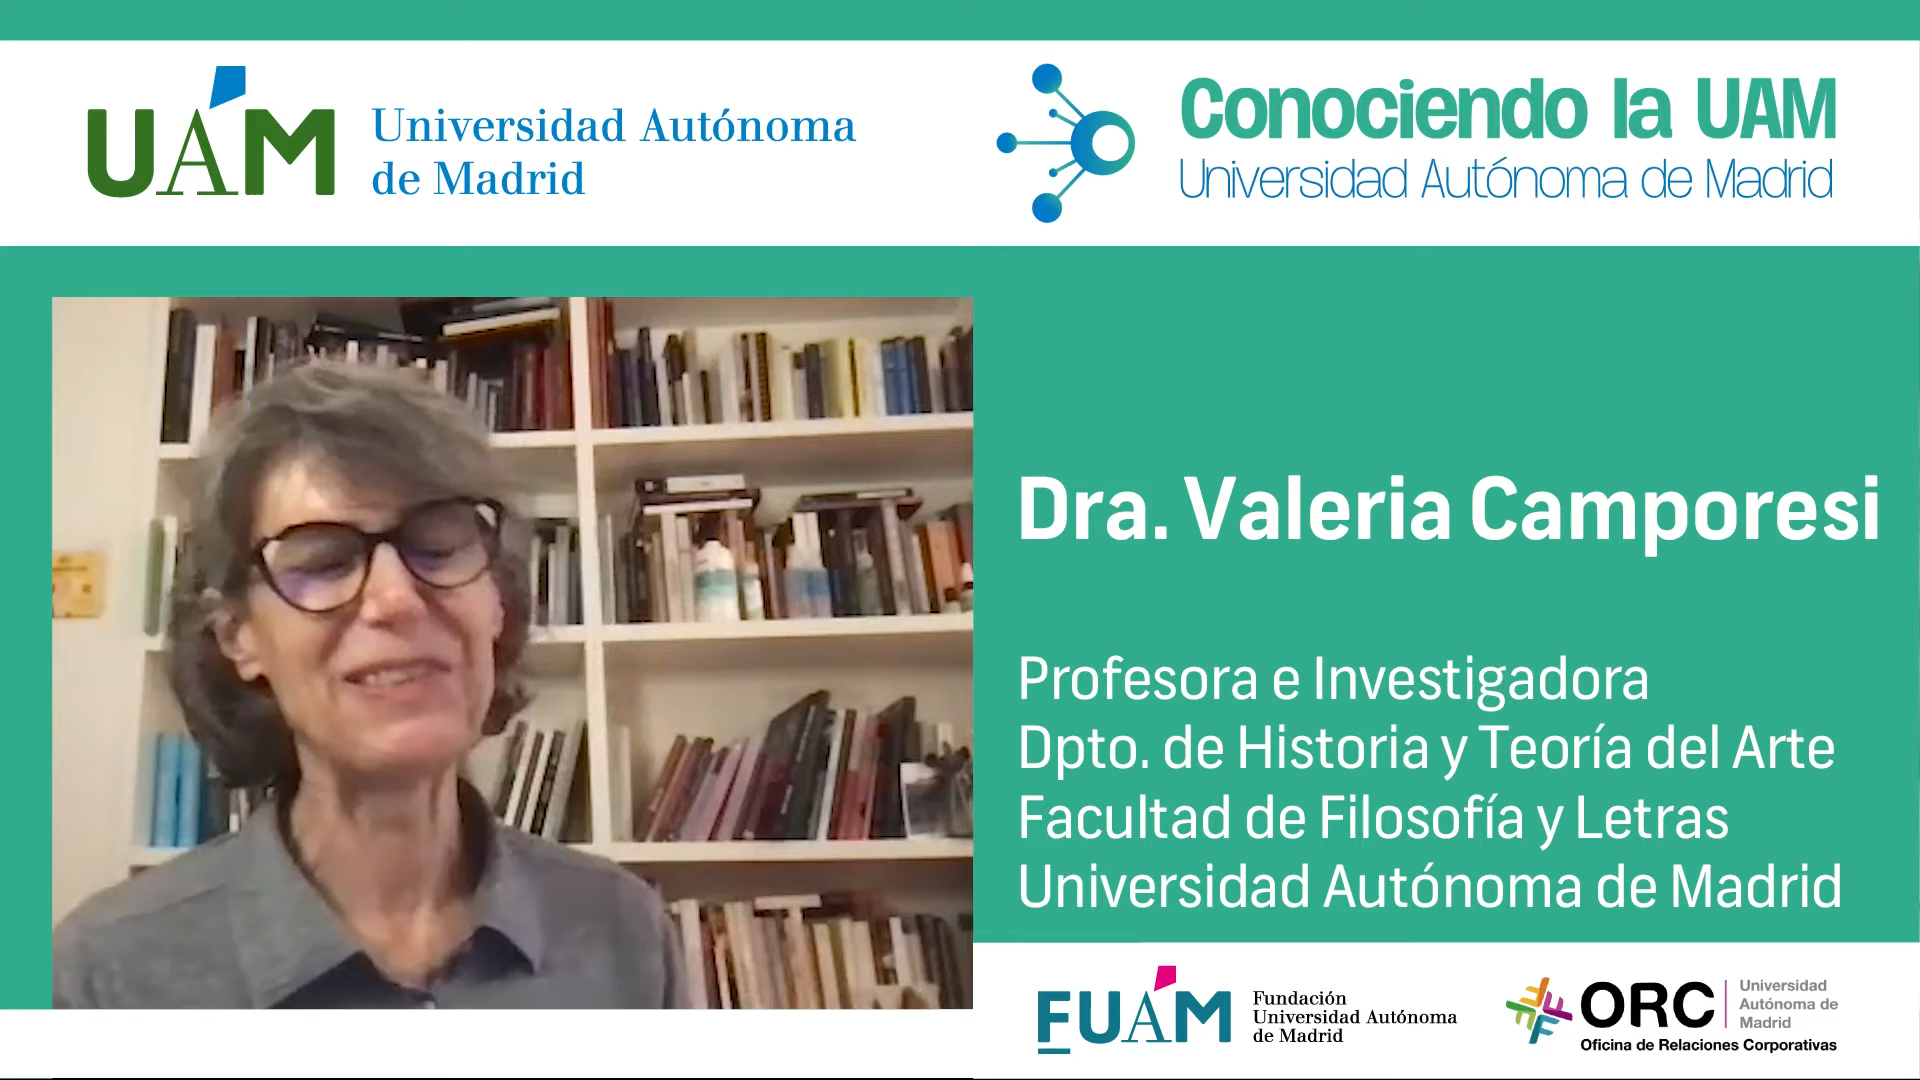 UAM
Universidad Autónoma
de Madrid
Conociendo la UAM
Universidad Autónoma de Madrid
Dra. Valeria Camporesi
Profesora e Investigadora
Dpto. de Historia y Teoría del Arte
Facultad de Filosofía y Letras
Universidad Autónoma de Madrid
FUAM
Fundación
Universidad Autónoma
de Madrid
ORC
Universidad
Autónoma de
Madrid
Oficina de Relaciones Corporativas